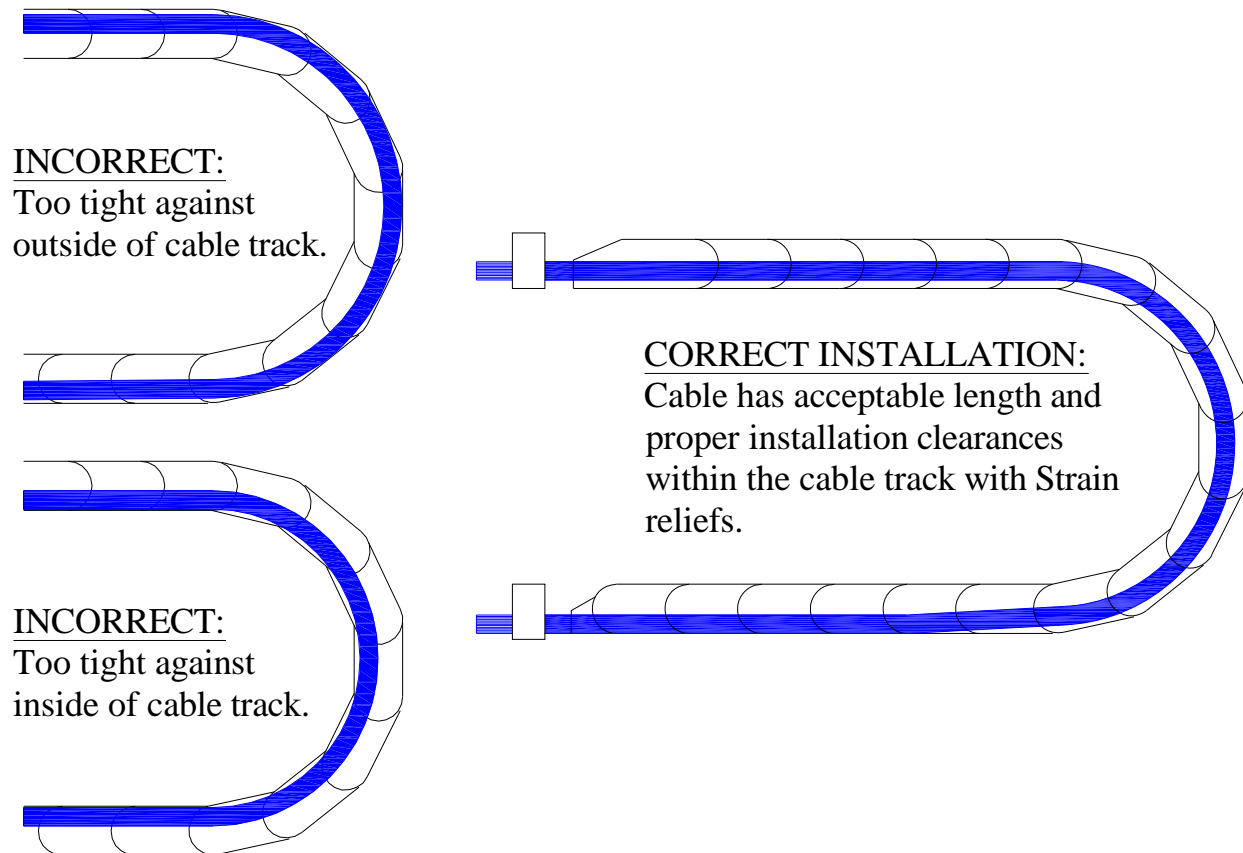 INCORRECT:
Too tight against
outside of cable track.
CORRECT INSTALLATION:
Cable has acceptable length and
proper installation clearances
within the cable track with Strain
reliefs.
INCORRECT:
Too tight against
inside of cable track.